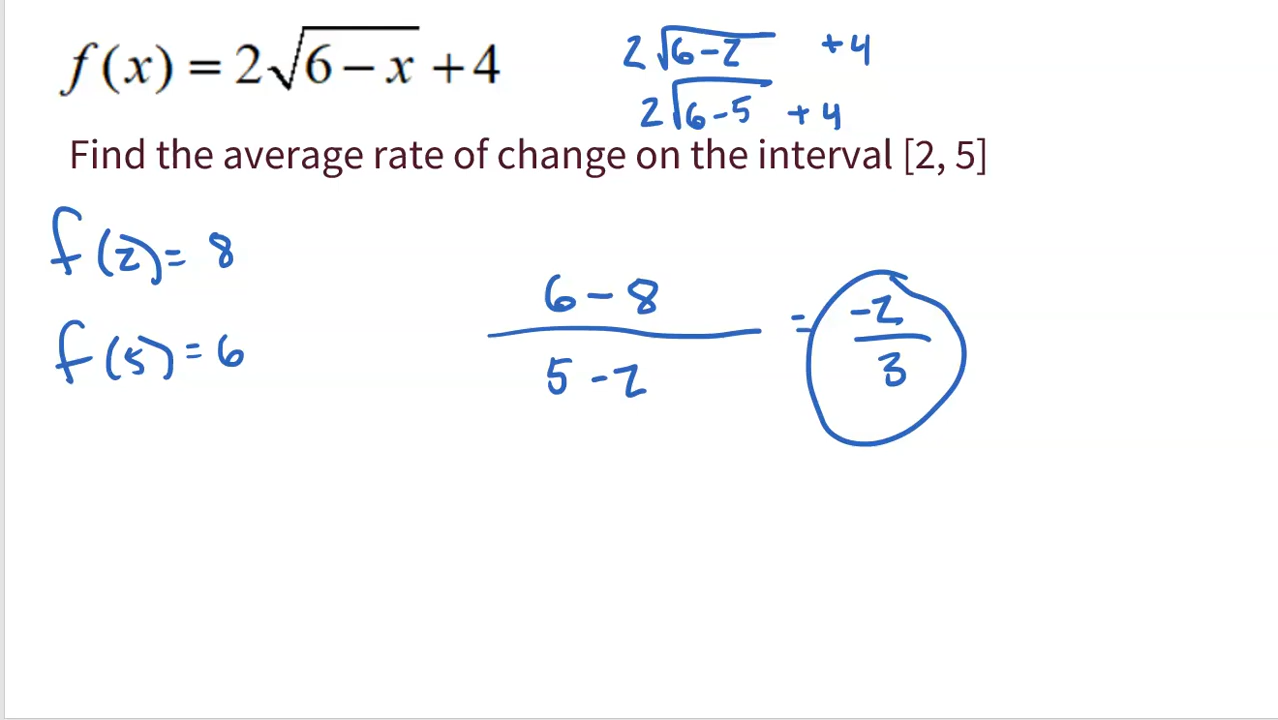 f(x) = 2√(6 − x) + 4
2√(6-2) +4
2√(6-5) +4
Find the average rate of change on the interval [2, 5]
f(2) = 8
f(5) = 6
6 - 8
5 - 2
= -2
3